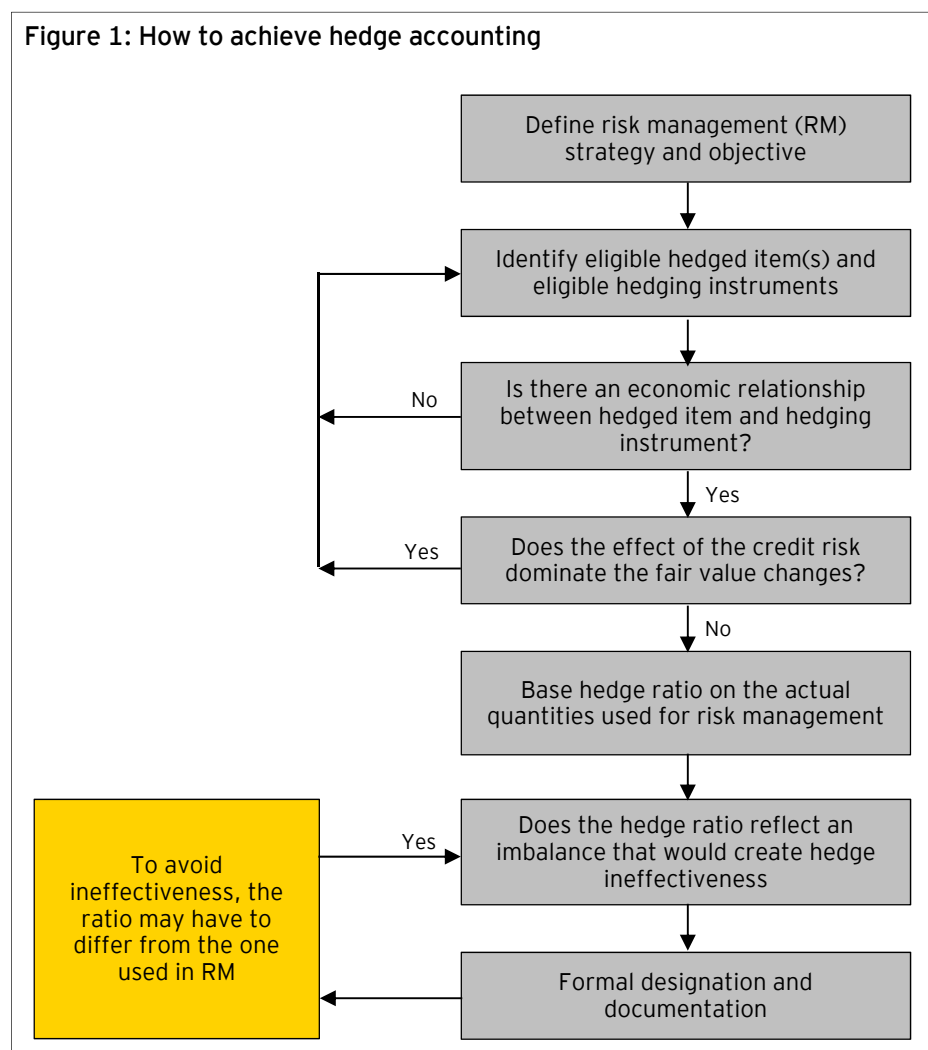 Figure 1: How to achieve hedge accounting
Define risk management (RM)
strategy and objective
Identify eligible hedged item(s) and
eligible hedging instruments
Is there an economic relationship
between hedged item and hedging
instrument?
No
Yes
Does the effect of the credit risk
dominate the fair value changes?
Yes
No
Base hedge ratio on the actual
quantities used for risk management
Does the hedge ratio reflect an
imbalance that would create hedge
ineffectiveness
Yes
To avoid
ineffectiveness, the
ratio may have to
differ from the one
used in RM
Formal designation and
documentation